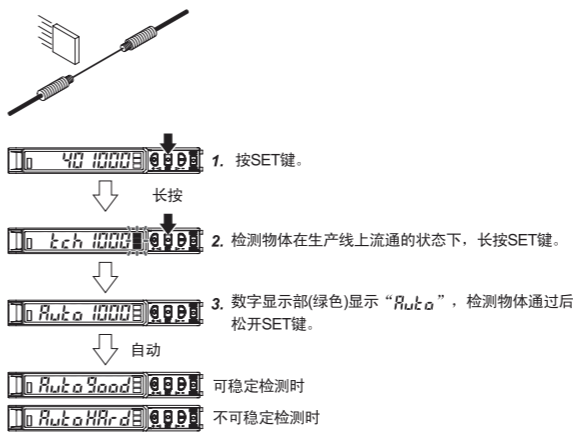 40 1000
1. 按SET键。
长按
tch 1000
2. 检测物体在生产线上流通的状态下，长按SET键。
Auto 1000
3. 数字显示部(绿色)显示“Auto”，检测物体通过后
松开SET键。
自动
Auto good
可稳定检测时
Auto HArd
不可稳定检测时